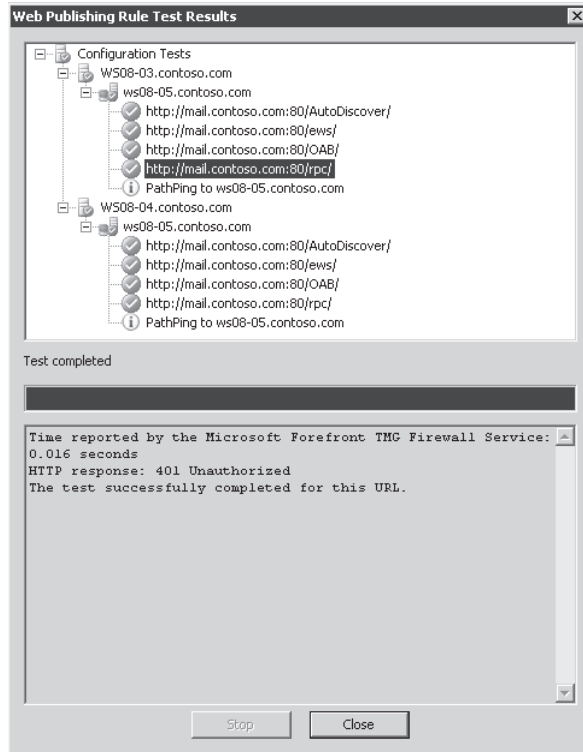 Web Publishing Rule Test Results
Configuration Tests
WS08-03.contoso.com
ws08-05.contoso.com
http://mail.contoso.com:80/AutoDiscover/
http://mail.contoso.com:80/ews/
http://mail.contoso.com:80/OAB/
http://mail.contoso.com:80/rpc/
PathPing to ws08-05.contoso.com
WS08-04.contoso.com
ws08-05.contoso.com
http://mail.contoso.com:80/AutoDiscover/
http://mail.contoso.com:80/ews/
http://mail.contoso.com:80/OAB/
http://mail.contoso.com:80/rpc/
PathPing to ws08-05.contoso.com
Test completed
Time reported by the Microsoft Forefront TMG Firewall Service:
0.016 seconds
HTTP response: 401 Unauthorized
The test successfully completed for this URL.
Stop
Close